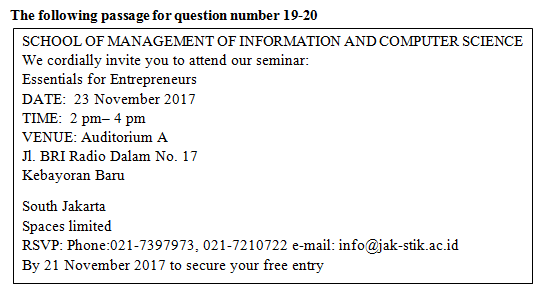 The following passage for question number 19-20
SCHOOL OF MANAGEMENT OF INFORMATION AND COMPUTER SCIENCE
We cordially invite you to attend our seminar:
Essentials for Entrepreneurs
DATE:  23 November 2017
TIME:  2 pm– 4 pm
VENUE: Auditorium A
Jl. BRI Radio Dalam No. 17
Kebayoran Baru
South Jakarta
Spaces limited
RSVP: Phone:021-7397973, 021-7210722 e-mail: info@jak-stik.ac.id
By 21 November 2017 to secure your free entry